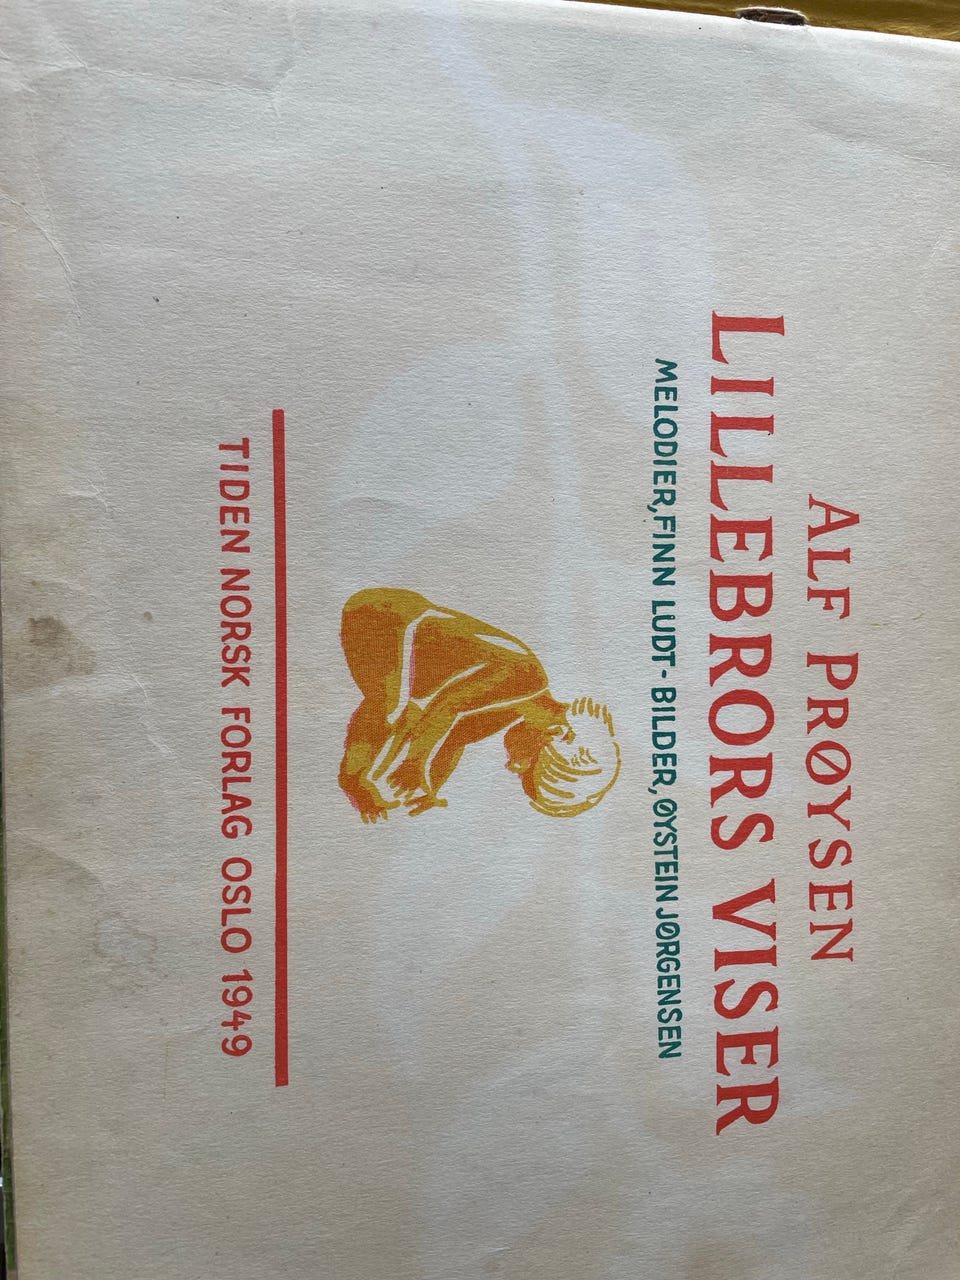 ALF PRØYSEN
LILLEBRORS VISER
MELODIER, FINN LUDT - BILDER, ØYSTEIN JØRGENSEN
TIDEN NORSK FORLAG OSLO 1949